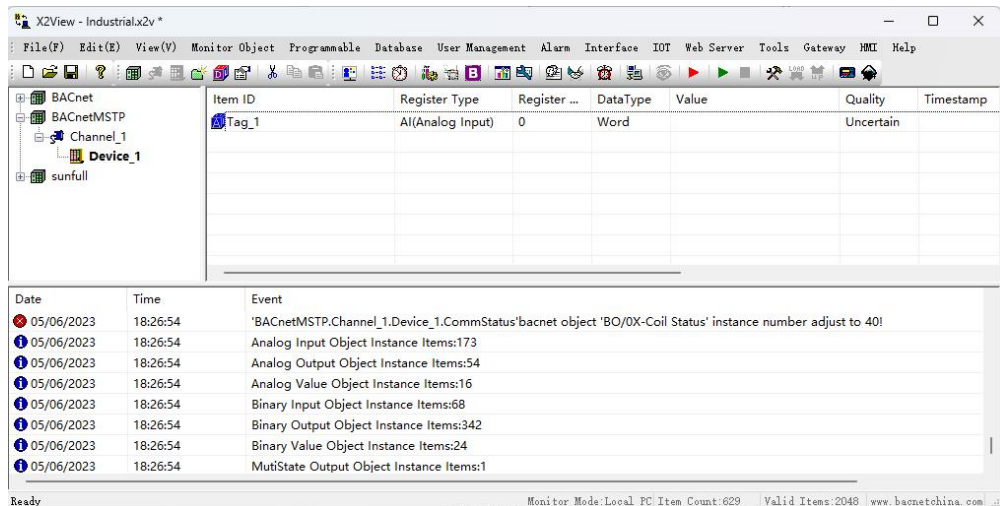 X2View - Industrial.x2v *
File(F) Edit(E) View(V) Monitor Object Programmable Database User Management Alarm Interface IOT Web Server Tools Gateway HMI Help
BACnet
BACnetMSTP
Channel_1
Device_1
sunfull
Item ID Register Type Register ... DataType Value Quality Timestamp
Tag_1 AI(Analog Input) 0 Word Uncertain
Date Time Event
05/06/2023 18:26:54 'BACnetMSTP.Channel_1.Device_1.CommStatus'bacnet object 'BO/0X-Coil Status' instance number adjust to 40!
05/06/2023 18:26:54 Analog Input Object Instance Items:173
05/06/2023 18:26:54 Analog Output Object Instance Items:54
05/06/2023 18:26:54 Analog Value Object Instance Items:16
05/06/2023 18:26:54 Binary Input Object Instance Items:68
05/06/2023 18:26:54 Binary Output Object Instance Items:342
05/06/2023 18:26:54 Binary Value Object Instance Items:24
05/06/2023 18:26:54 MutiState Output Object Instance Items:1
Ready Monitor Mode:Local PC Item Count:629 Valid Items:2048 www.bacnetchina.com